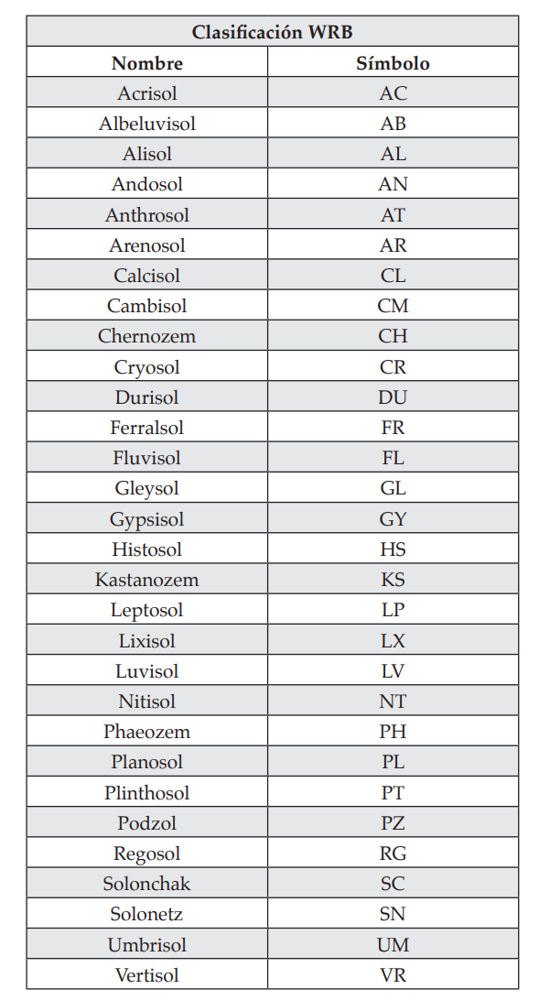 Clasificación WRB
Nombre Símbolo
Acrisol AC
Albeluvisol AB
Alisol AL
Andosol AN
Anthrosol AT
Arenosol AR
Calcisol CL
Cambisol CM
Chernozem CH
Cryosol CR
Durisol DU
Ferralsol FR
Fluvisol FL
Gleysol GL
Gypsisol GY
Histosol HS
Kastanozem KS
Leptosol LP
Lixisol LX
Luvisol LV
Nitisol NT
Phaeozem PH
Planosol PL
Plinthosol PT
Podzol PZ
Regosol RG
Solonchak SC
Solonetz SN
Umbrisol UM
Vertisol VR